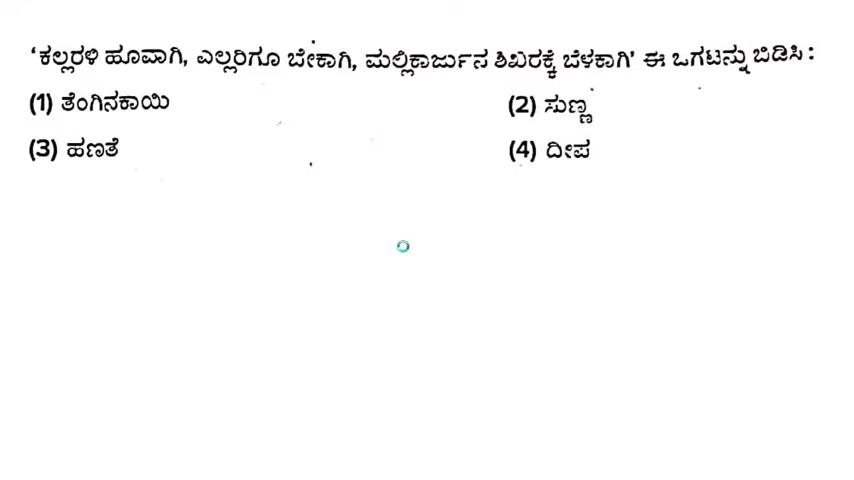 ‘ಕಲ್ಲರಳಿ ಹೂವಾಗಿ, ಎಲ್ಲರಿಗೂ ಬೇಕಾಗಿ, ಮಲ್ಲಿಕಾರ್ಜುನ ಶಿಖರಕ್ಕೆ ಬೆಳಕಾಗಿ’ ಈ ಒಗಟನ್ನು ಬಿಡಿಸಿ :
(1) ತೆಂಗಿನಕಾಯಿ (2) ಸುಣ್ಣ
(3) ಹಣತೆ (4) ದೀಪ